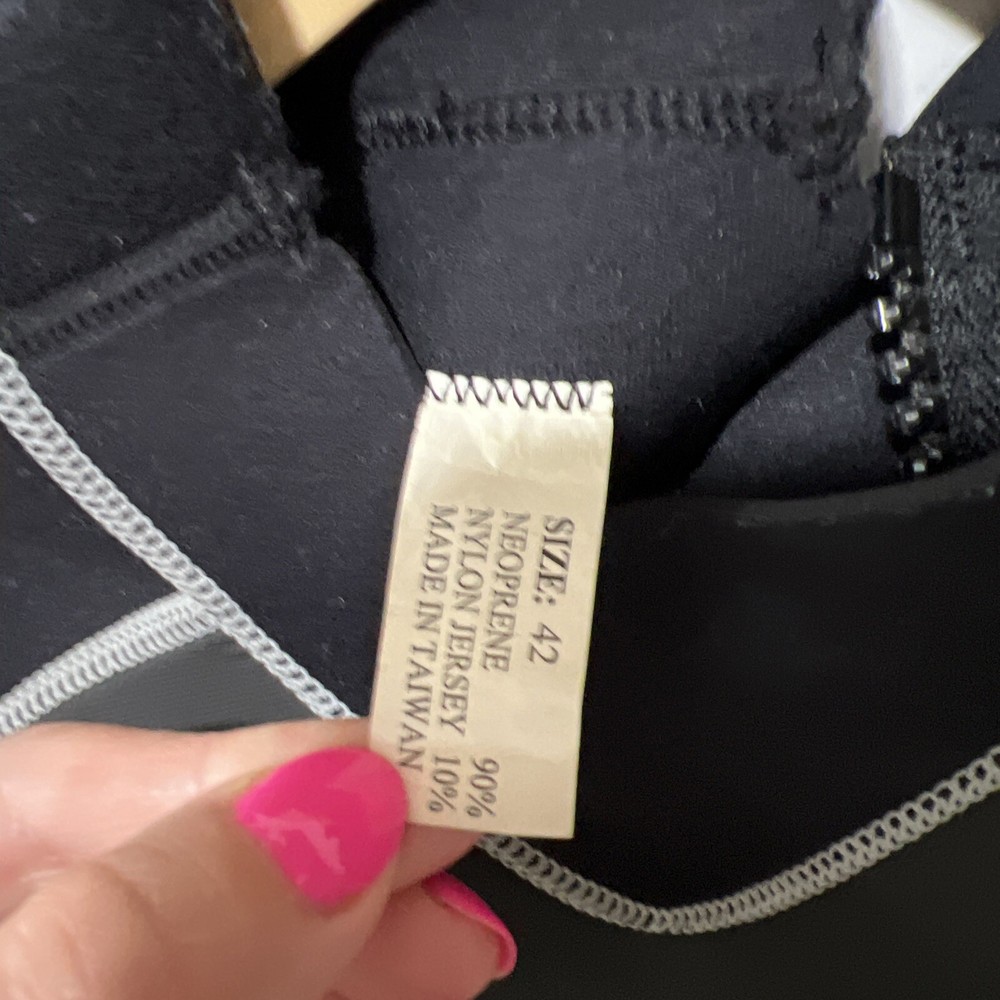 SIZE: 42
NEOPRENE 90%
NYLON JERSEY 10%
MADE IN TAIWAN